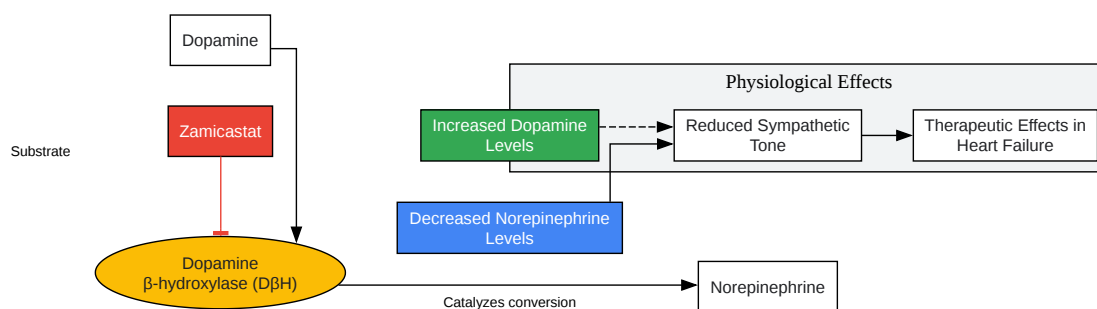 Dopamine
Physiological Effects
Zamicastat
Increased Dopamine
Levels
Reduced Sympathetic
Tone
Therapeutic Effects in
Heart Failure
Substrate
Decreased Norepinephrine
Levels
Dopamine
β-hydroxylase (DβH)
Catalyzes conversion
Norepinephrine